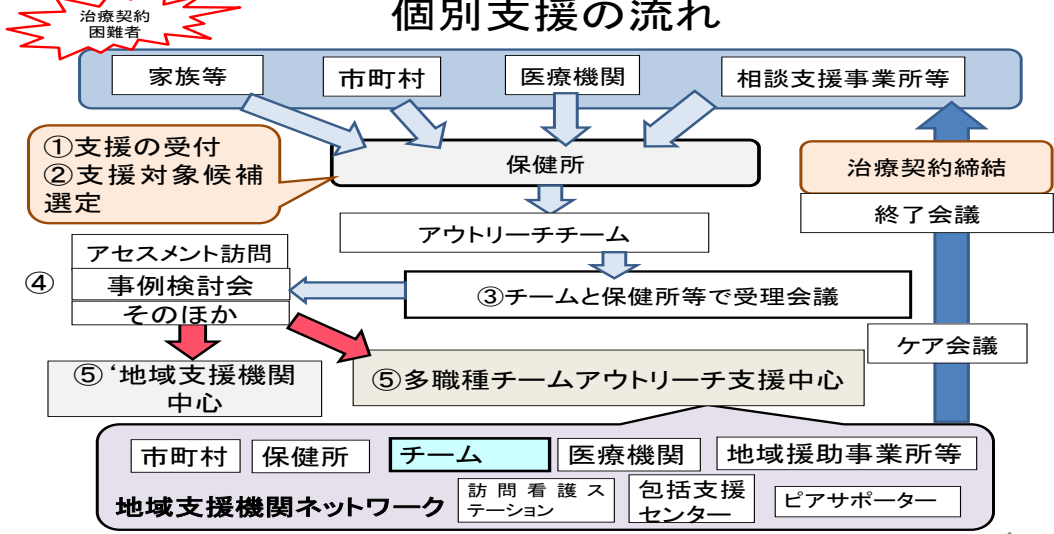 治療契約
困難者
個別支援の流れ
家族等
市町村
医療機関
相談支援事業所等
①支援の受付
②支援対象候補
選定
保健所
治療契約締結
終了会議
アウトリーチチーム
アセスメント訪問
④
事例検討会
そのほか
③チームと保健所等で受理会議
ケア会議
⑤‘地域支援機関
中心
⑤多職種チームアウトリーチ支援中心
市町村
保健所
チーム
医療機関
地域援助事業所等
地域支援機関ネットワーク
訪問看護ス
テーション
包括支援
センター
ピアサポーター